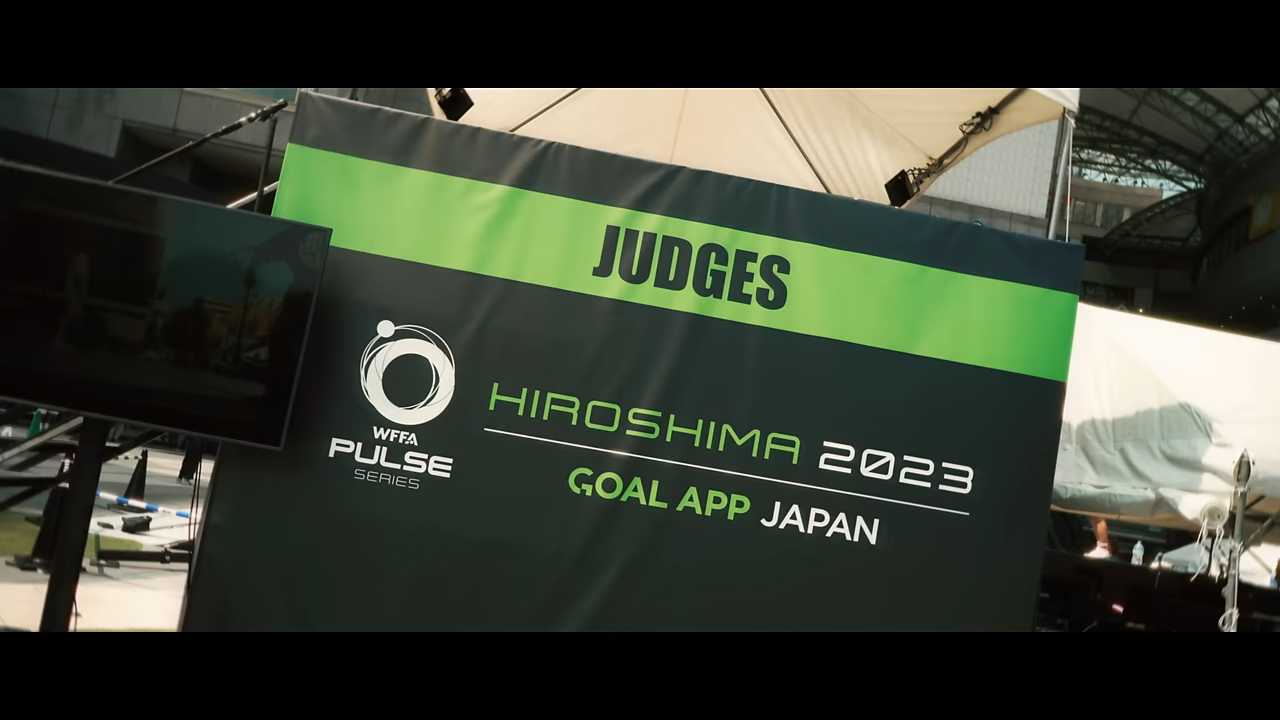 JUDGES
WFFA
PULSE
SERIES
HIROSHIMA 2023
GOAL APP JAPAN